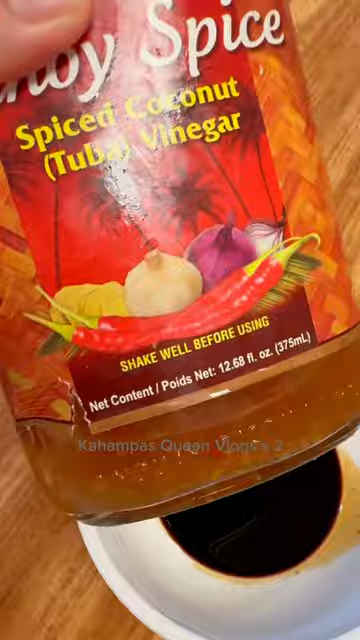 Spice
Spiced Coconut
(Tuba) Vinegar
SHAKE WELL BEFORE USING
Net Content / Poids Net: 12.68 fl. oz. (375mL)
Kahampas Queen Vlogs v 2